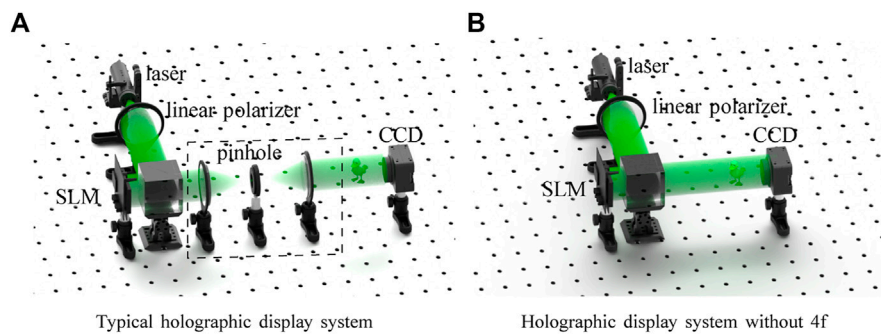 A
laser
linear polarizer
pinhole
CCD
SLM
Typical holographic display system
B
laser
linear polarizer
CCD
SLM
Holographic display system without 4f